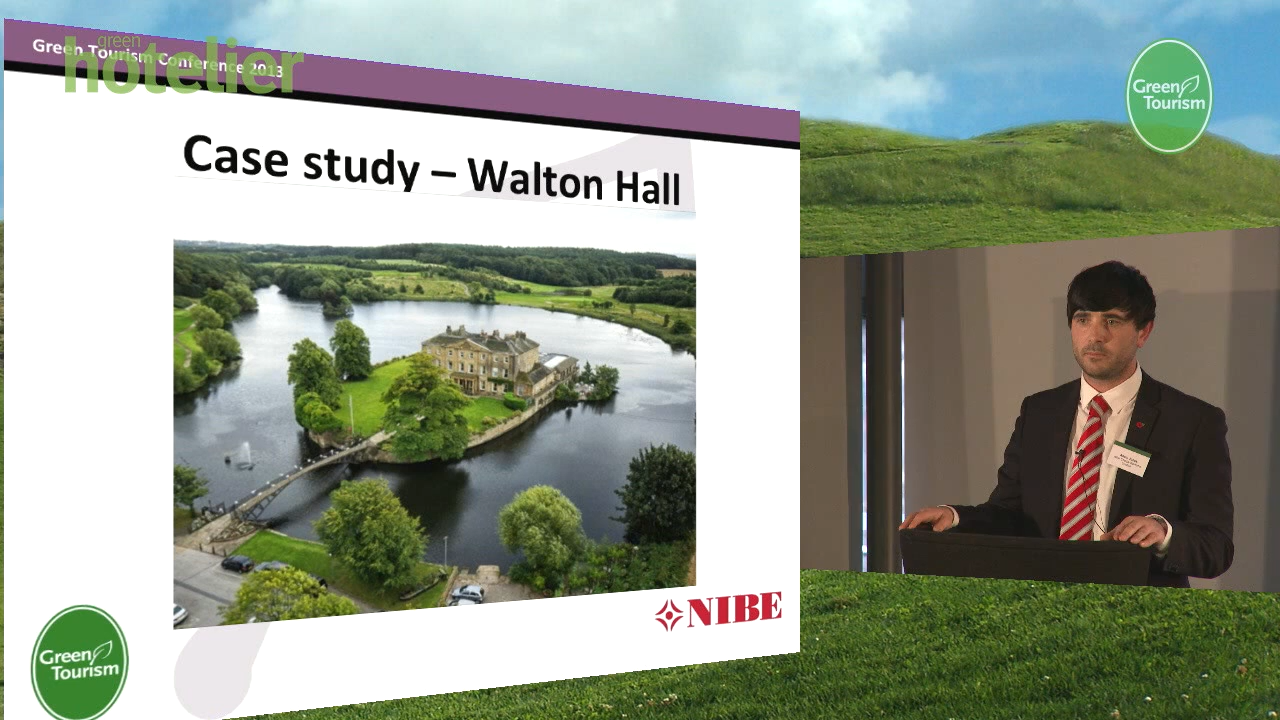 Green Tourism Conference 2013
green
hotelier
Case study – Walton Hall
NIBE
Green
Tourism
Green
Tourism